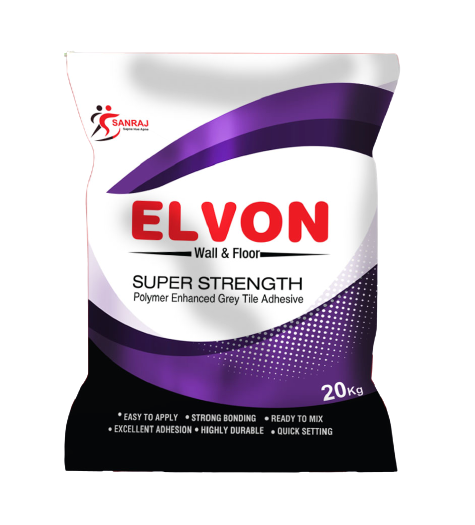 SANRAJ
ELVON
Wall & Floor
SUPER STRENGTH
Polymer Enhanced Grey Tile Adhesive
20Kg
• EASY TO APPLY • STRONG BONDING • READY TO MIX
• EXCELLENT ADHESION • HIGHLY DURABLE • QUICK SETTING